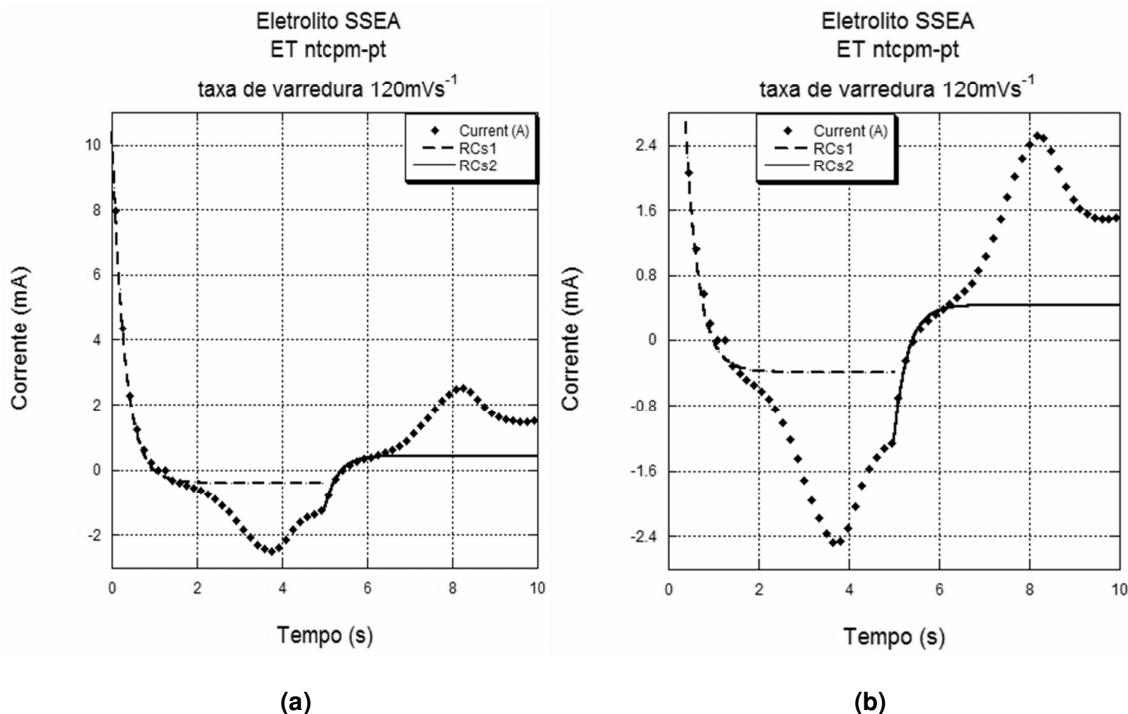 Eletrolito SSEA
ET ntcpm-pt
taxa de varredura 120mVs⁻¹
Current (A)
RCs1
RCs2
10
8
6
4
2
0
-2
0
2
4
6
8
10
Corrente (mA)
Tempo (s)
(a)
Eletrolito SSEA
ET ntcpm-pt
taxa de varredura 120mVs⁻¹
Current (A)
RCs1
RCs2
2.4
1.6
0.8
0
-0.8
-1.6
-2.4
0
2
4
6
8
10
Corrente (mA)
Tempo (s)
(b)